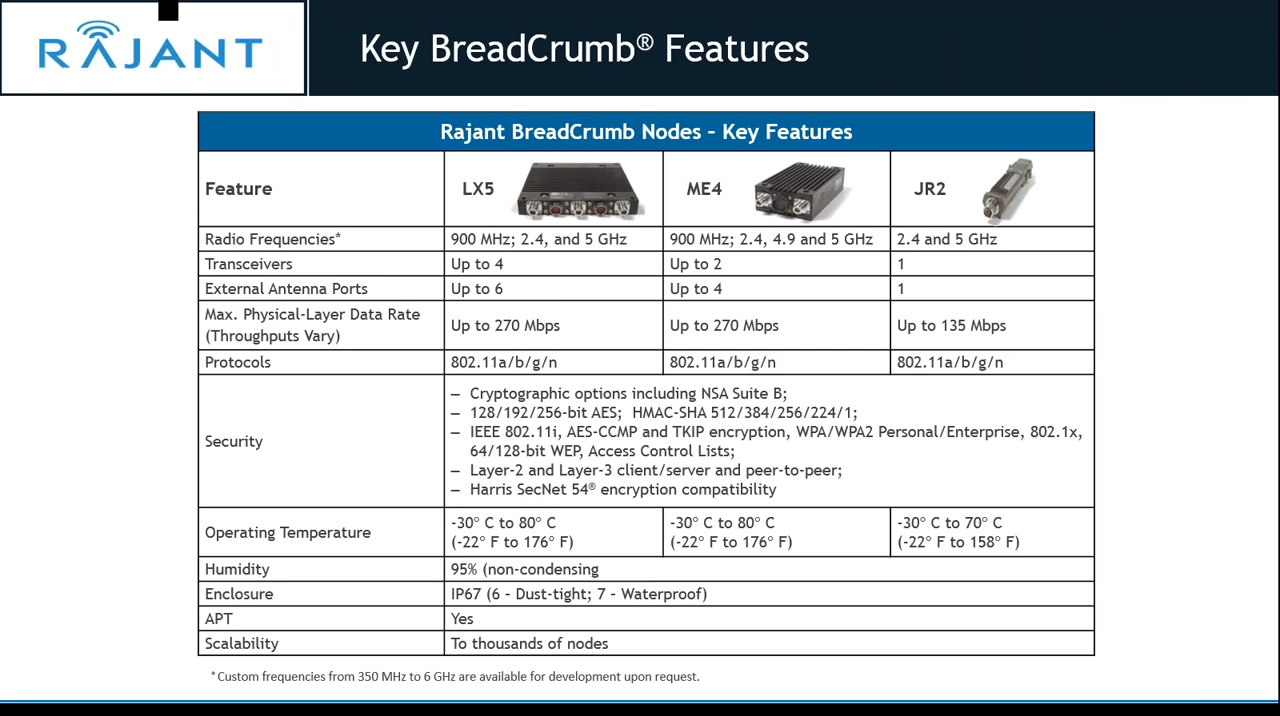 RAJANT
Key BreadCrumb® Features
Rajant BreadCrumb Nodes – Key Features
Feature LX5 ME4 JR2
Radio Frequencies* 900 MHz; 2.4, and 5 GHz 900 MHz; 2.4, 4.9 and 5 GHz 2.4 and 5 GHz
Transceivers Up to 4 Up to 2 1
External Antenna Ports Up to 6 Up to 4 1
Max. Physical-Layer Data Rate
(Throughputs Vary) Up to 270 Mbps Up to 270 Mbps Up to 135 Mbps
Protocols 802.11a/b/g/n 802.11a/b/g/n 802.11a/b/g/n
Security
– Cryptographic options including NSA Suite B;
– 128/192/256-bit AES; HMAC-SHA 512/384/256/224/1;
– IEEE 802.11i, AES-CCMP and TKIP encryption, WPA/WPA2 Personal/Enterprise, 802.1x,
64/128-bit WEP, Access Control Lists;
– Layer-2 and Layer-3 client/server and peer-to-peer;
– Harris SecNet 54® encryption compatibility
Operating Temperature
-30° C to 80° C -30° C to 80° C -30° C to 70° C
(-22° F to 176° F) (-22° F to 176° F) (-22° F to 158° F)
Humidity 95% (non-condensing
Enclosure IP67 (6 – Dust-tight; 7 – Waterproof)
APT Yes
Scalability To thousands of nodes
*Custom frequencies from 350 MHz to 6 GHz are available for development upon request.